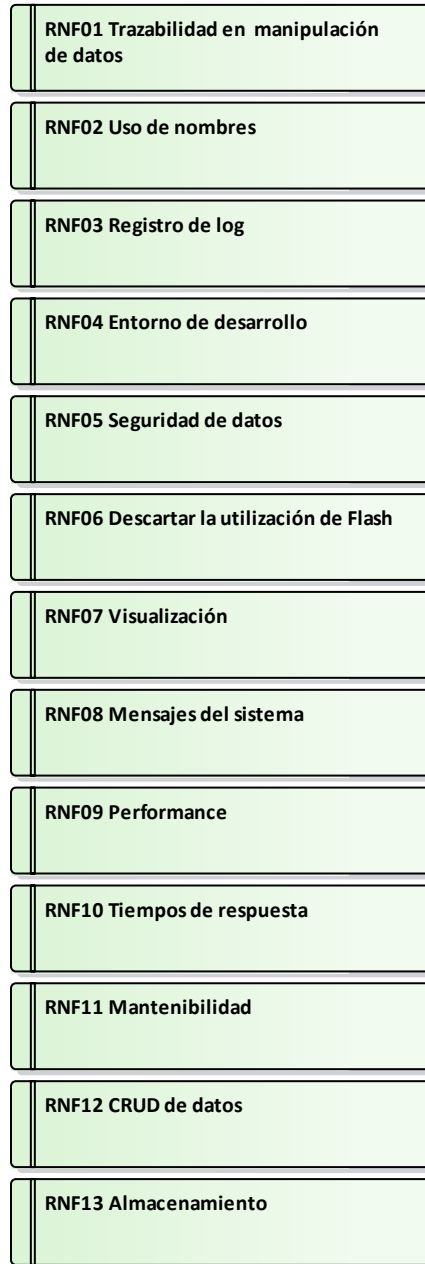 RNF01 Trazabilidad en manipulación
de datos
RNF02 Uso de nombres
RNF03 Registro de log
RNF04 Entorno de desarrollo
RNF05 Seguridad de datos
RNF06 Descartar la utilización de Flash
RNF07 Visualización
RNF08 Mensajes del sistema
RNF09 Performance
RNF10 Tiempos de respuesta
RNF11 Mantenibilidad
RNF12 CRUD de datos
RNF13 Almacenamiento